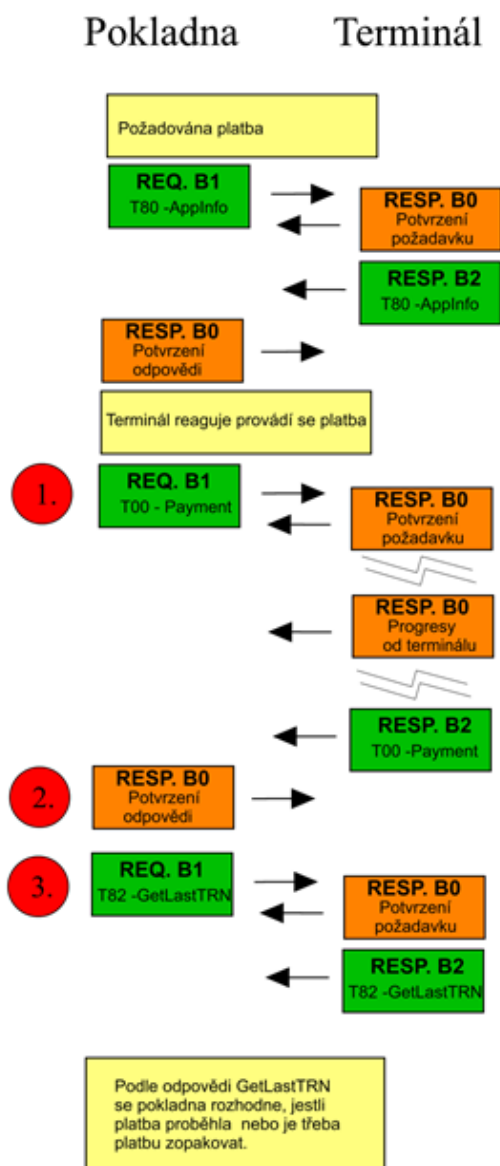 Pokladna
Terminál
Požadována platba
REQ. B1
T80 -AppInfo
RESP. B0
Potvrzení
požadavku
RESP. B2
T80 -AppInfo
RESP. B0
Potvrzení
odpovědi
Terminál reaguje provádí se platba
1.
REQ. B1
T00 - Payment
RESP. B0
Potvrzení
požadavku
RESP. B0
Progresy
od terminálu
RESP. B2
T00 -Payment
2.
RESP. B0
Potvrzení
odpovědi
3.
REQ. B1
T82 -GetLastTRN
RESP. B0
Potvrzení
požadavku
RESP. B2
T82 -GetLastTRN
Podle odpovědi GetLastTRN
se pokladna rozhodne, jestli
platba proběhla nebo je třeba
platbu zopakovat.